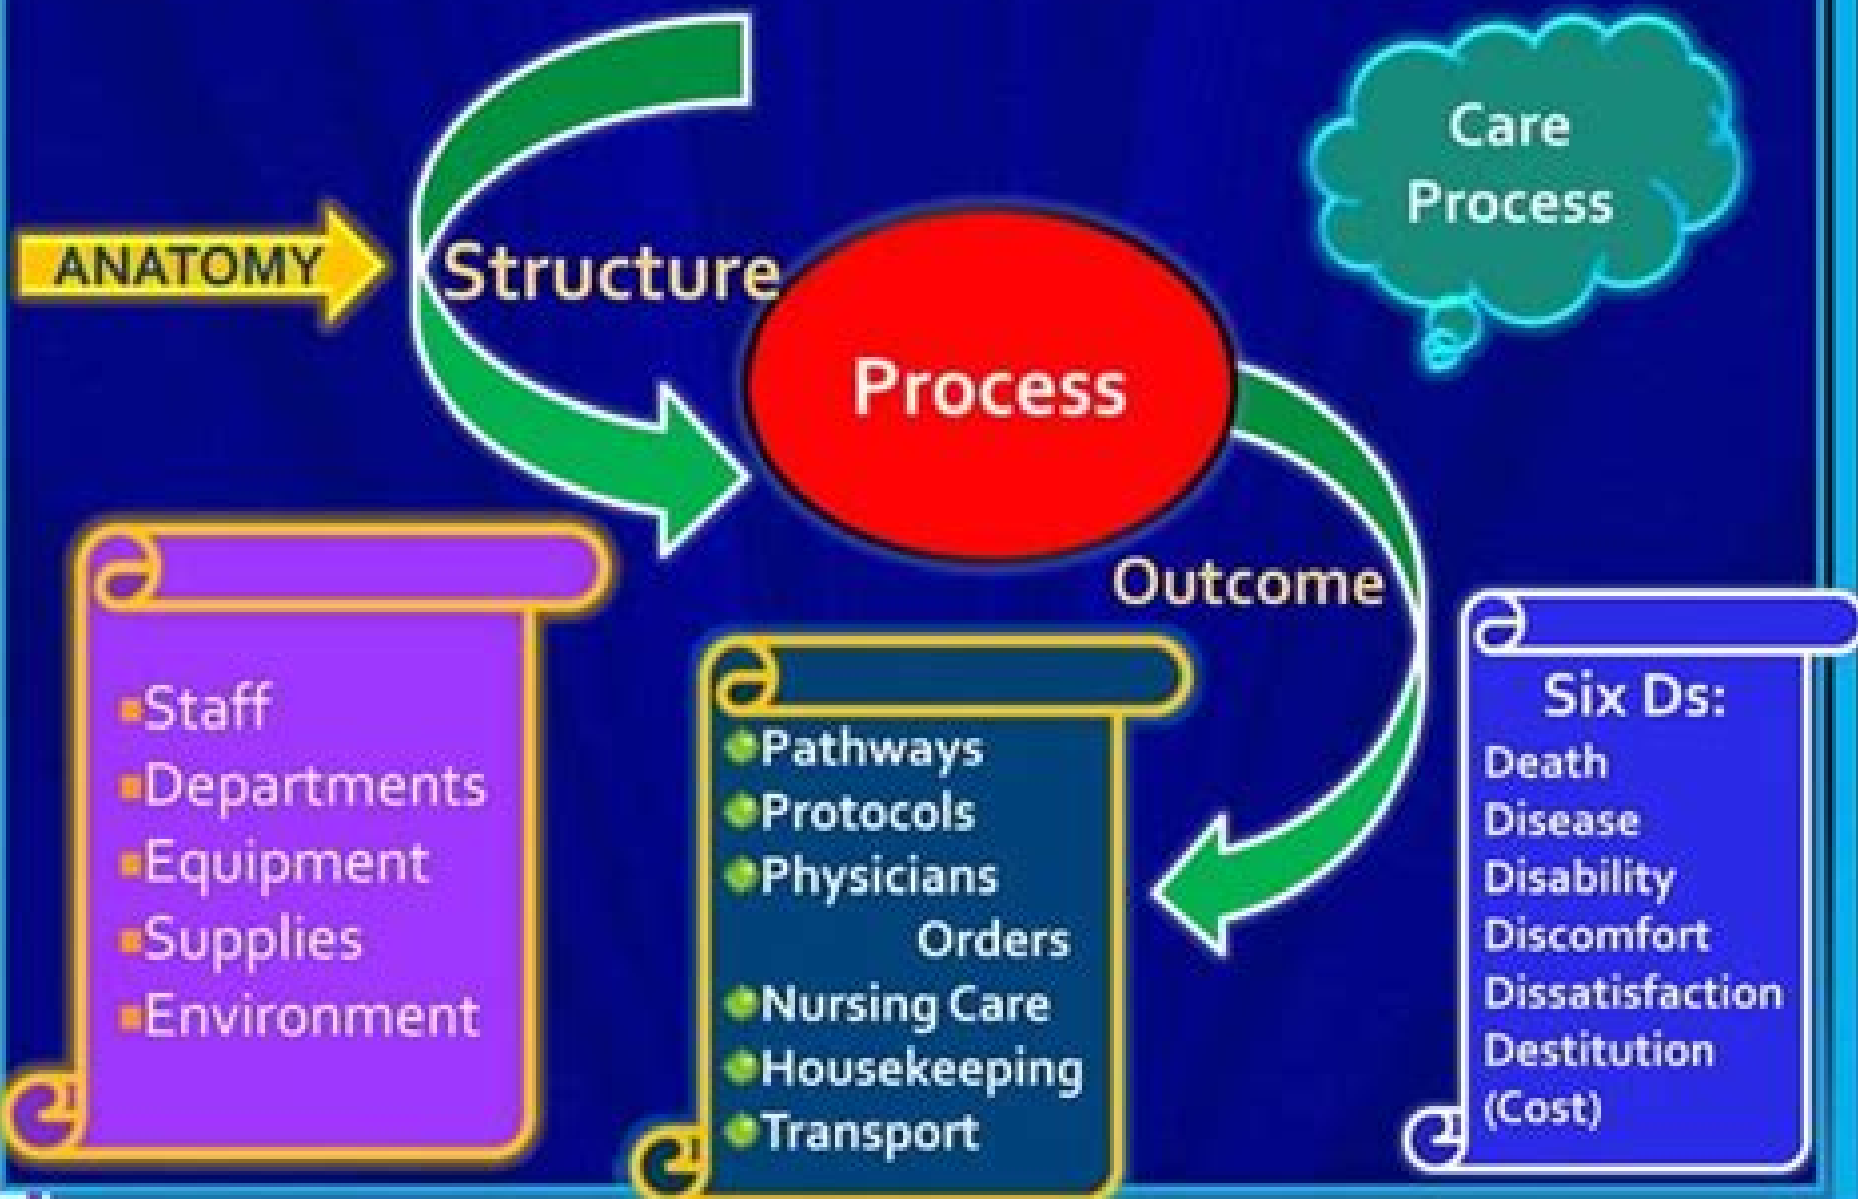 Care
Process
ANATOMY
Structure
Process
Outcome
Staff
Departments
Equipment
Supplies
Environment
Pathways
Protocols
Physicians
Orders
Nursing Care
Housekeeping
Transport
Six Ds:
Death
Disease
Disability
Discomfort
Dissatisfaction
Destitution
(Cost)